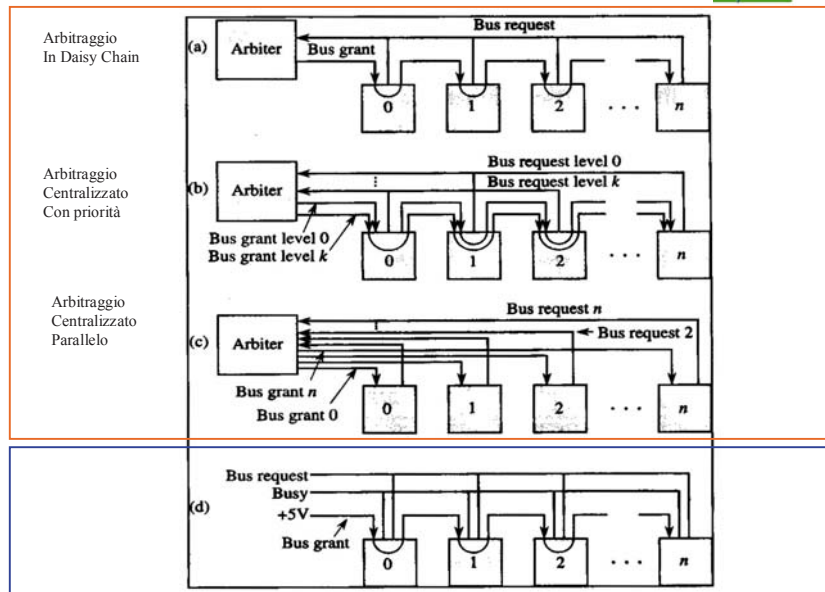 Arbitraggio
In Daisy Chain
(a)
Arbiter
Bus request
Bus grant
0
1
2
. . .
n
Arbitraggio
Centralizzato
Con priorità
(b)
Arbiter
Bus request level 0
Bus request level k
Bus grant level 0
Bus grant level k
0
1
2
. . .
n
Arbitraggio
Centralizzato
Parallelo
(c)
Arbiter
Bus request n
Bus request 2
Bus grant n
Bus grant 0
0
1
2
. . .
n
(d)
Bus request
Busy
+5V
Bus grant
0
1
2
. . .
n